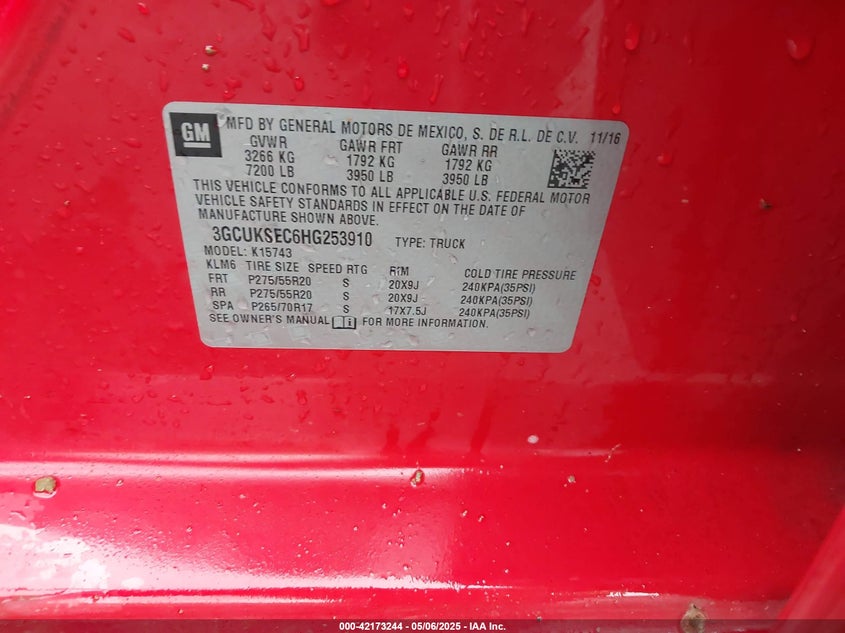 GM
MFD BY GENERAL MOTORS DE MEXICO, S. DE R.L. DE C.V. 11/16
GVWR GAWR FRT GAWR RR
3266 KG 1792 KG 1792 KG
7200 LB 3950 LB 3950 LB
THIS VEHICLE CONFORMS TO ALL APPLICABLE U.S. FEDERAL MOTOR
VEHICLE SAFETY STANDARDS IN EFFECT ON THE DATE OF
MANUFACTURE SHOWN ABOVE.
3GCUKSEC6HG253910 TYPE: TRUCK
MODEL: K15743
KLM6 TIRE SIZE SPEED RTG RIM COLD TIRE PRESSURE
FRT P275/55R20 S 20X9J 240KPA(35PSI)
RR P275/55R20 S 20X9J 240KPA(35PSI)
SPA P265/70R17 S 17X7.5J 240KPA(35PSI)
SEE OWNER'S MANUAL FOR MORE INFORMATION.
000-42173244 - 05/06/2025 - IAA Inc.